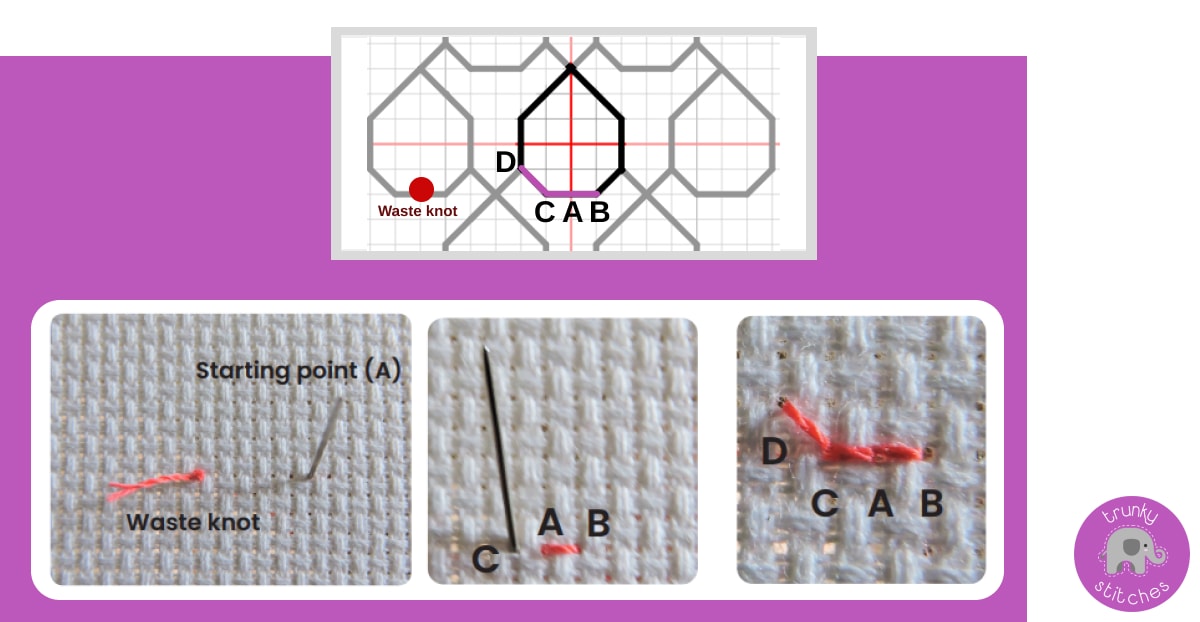 D
Waste knot
C A B
Starting point (A)
Waste knot
A B
C
D
C A B
trunky
stitches